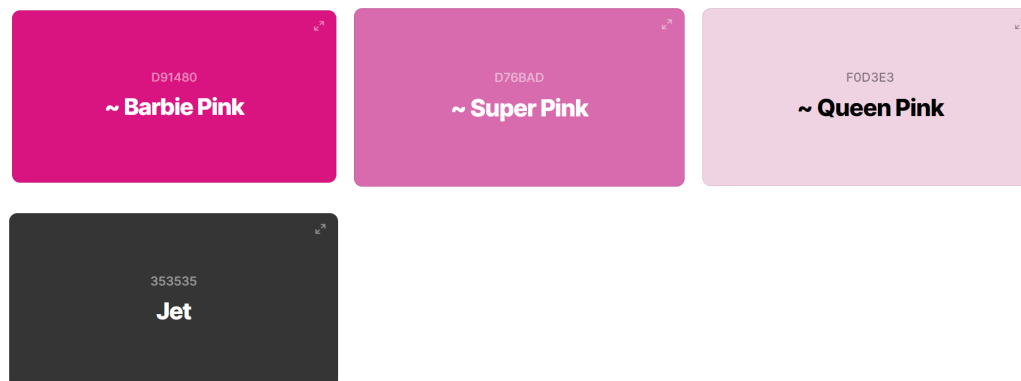 D91480
~ Barbie Pink
D76BAD
~ Super Pink
F0D3E3
~ Queen Pink
353535
Jet